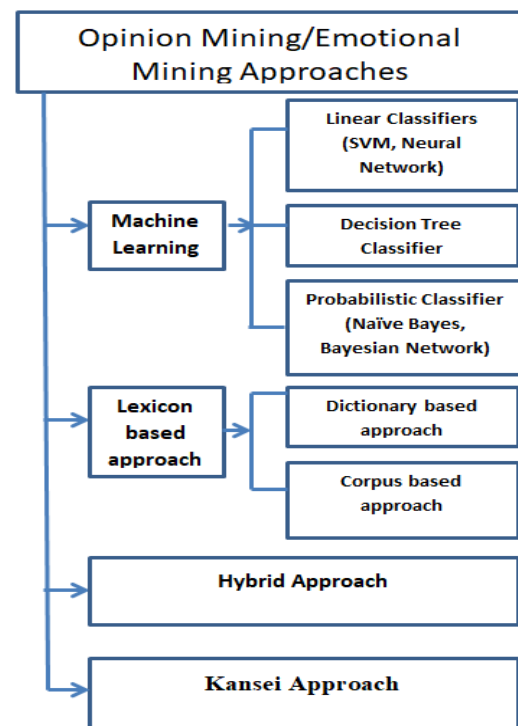 Opinion Mining/Emotional
Mining Approaches
Linear Classifiers
(SVM, Neural
Network)
Machine
Learning
Decision Tree
Classifier
Probabilistic Classifier
(Naïve Bayes,
Bayesian Network)
Lexicon
based
approach
Dictionary based
approach
Corpus based
approach
Hybrid Approach
Kansei Approach